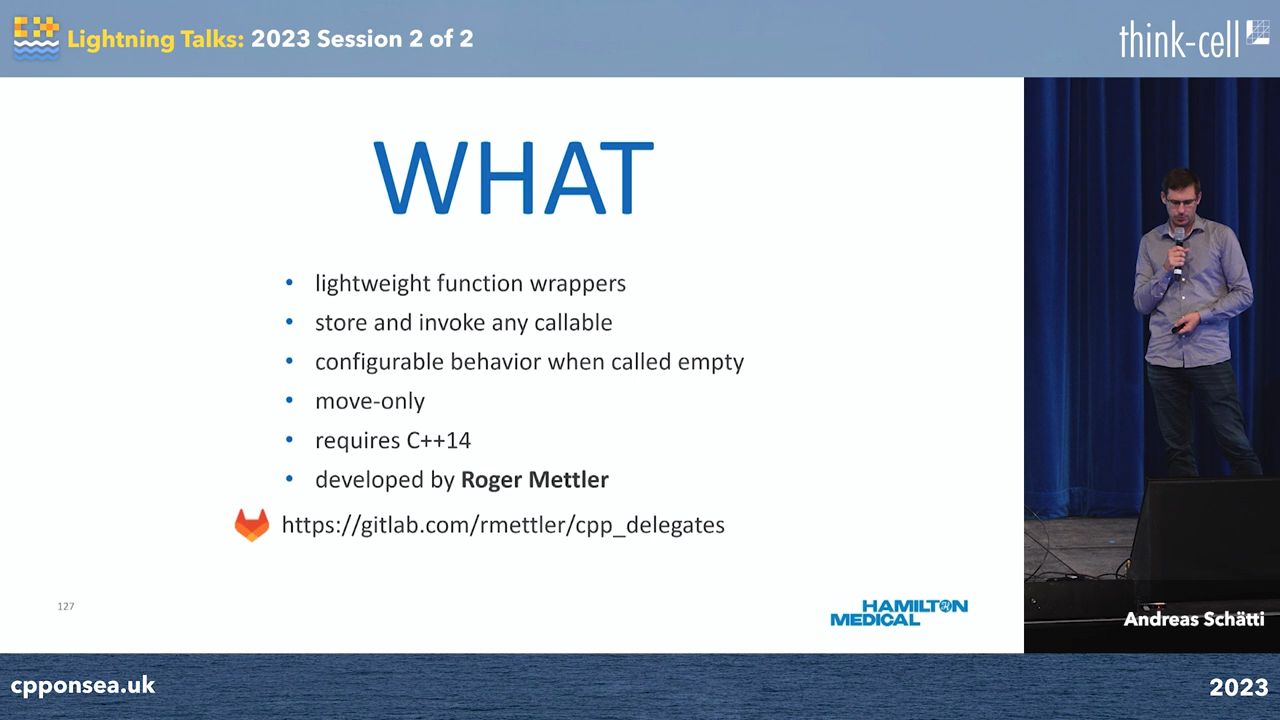 Lightning Talks: 2023 Session 2 of 2
think-cell
WHAT
• lightweight function wrappers
• store and invoke any callable
• configurable behavior when called empty
• move-only
• requires C++14
• developed by Roger Mettler
https://gitlab.com/rmettler/cpp_delegates
127
HAMILTON
MEDICAL
Andreas Schätti
cpponsea.uk
2023